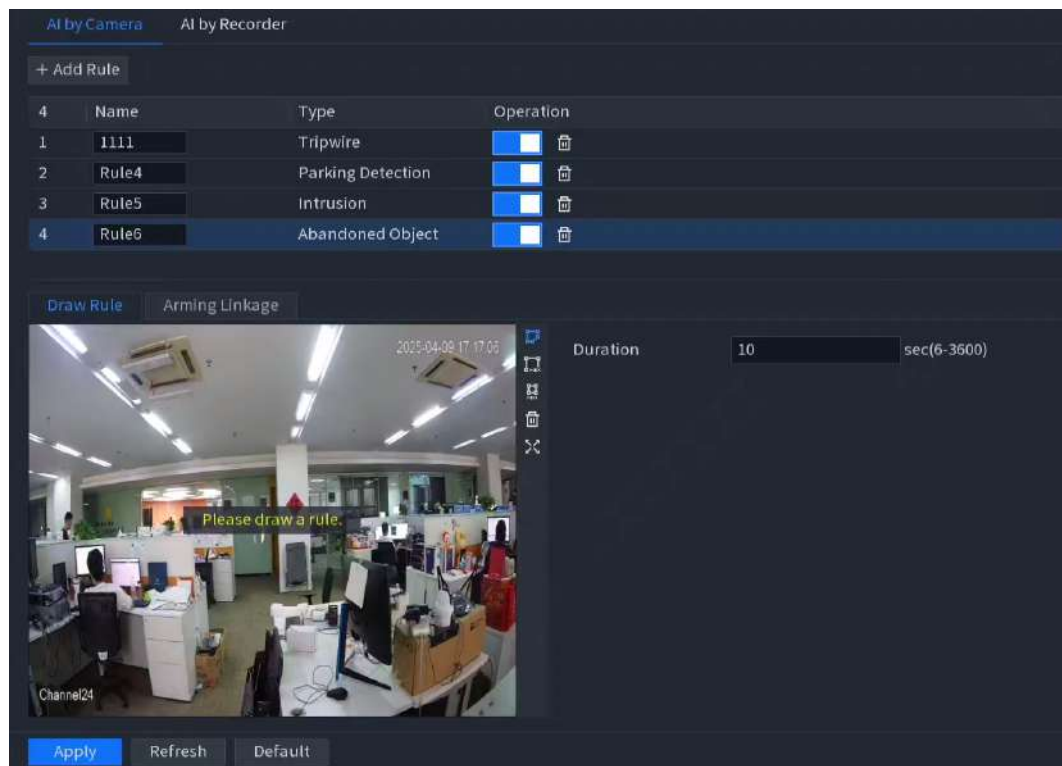 AI by Camera AI by Recorder
+ Add Rule
4 Name Type Operation
1 1111 Tripwire
2 Rule4 Parking Detection
3 Rule5 Intrusion
4 Rule6 Abandoned Object
Draw Rule Arming Linkage
2025-04-09 17:17:06
Duration 10 sec(6-3600)
Please draw a rule.
Channel24
Apply Refresh Default